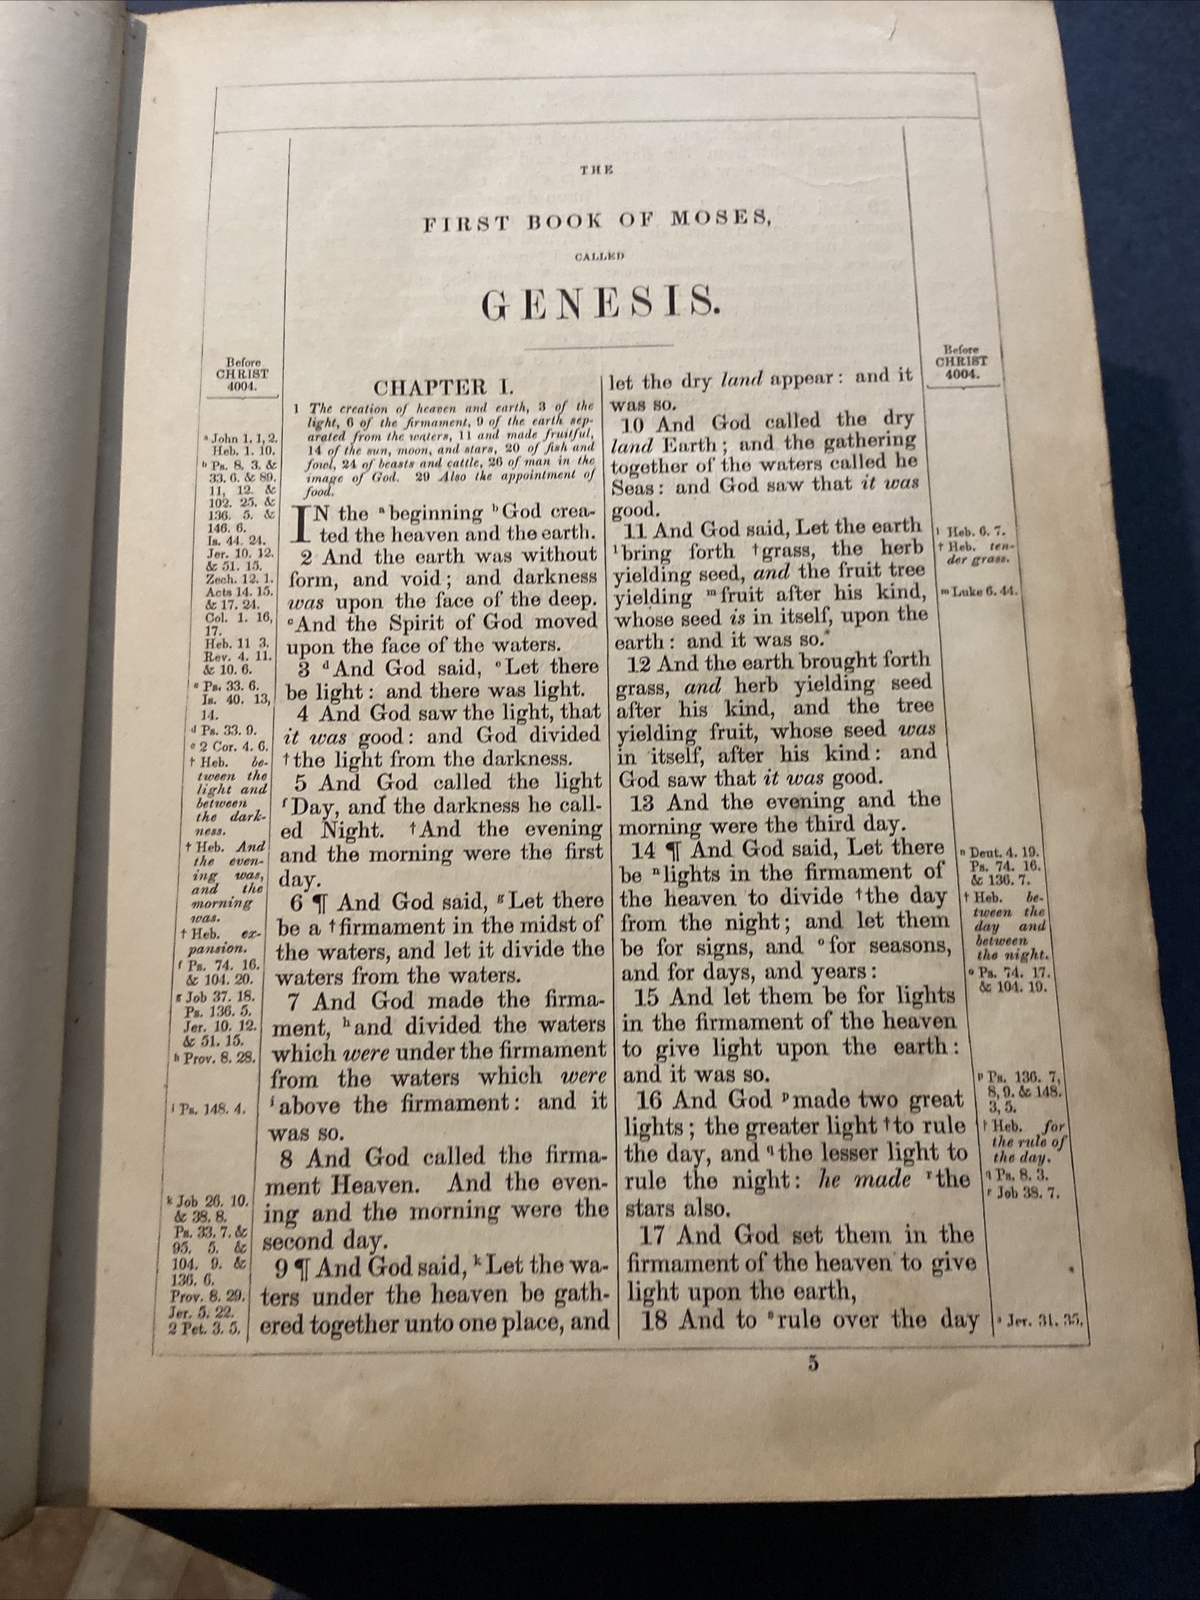 THE
FIRST BOOK OF MOSES,
CALLED
GENESIS.
Before
CHRIST
4004.
a John 1. 1, 2.
Heb. 1. 10.
b Ps. 8. 3. &
33. 6. & 89.
11, 12. &
102. 25. &
136. 5. &
146. 6.
Is. 44. 24.
Jer. 10. 12.
& 51. 15.
Zech. 12. 1.
Acts 14. 15.
& 17. 24.
Col. 1. 16,
17.
Heb. 11 3.
Rev. 4. 11.
& 10. 6.
c Ps. 33. 6.
Is. 40. 13,
14.
d Ps. 33. 9.
e 2 Cor. 4. 6.
† Heb. be-
tween the
light and
between
the dark-
ness.
† Heb. And
the even-
ing was,
and the
morning
was.
† Heb. ex-
pansion.
f Ps. 74. 16.
& 104. 20.
g Job 37. 18.
Ps. 136. 5.
Jer. 10. 12.
& 51. 15.
h Prov. 8. 28.
i Ps. 148. 4.
k Job 26. 10.
& 38. 8.
Ps. 33. 7. &
95. 5. &
104. 9. &
136. 6.
Prov. 8. 29.
Jer. 5. 22.
2 Pet. 3. 5.
CHAPTER I.
1 The creation of heaven and earth, 3 of the
light, 6 of the firmament, 9 of the earth sep-
arated from the waters, 11 and made fruitful,
14 of the sun, moon, and stars, 20 of fish and
fowl, 24 of beasts and cattle, 26 of man in the
image of God. 29 Also the appointment of
food.
IN the a beginning b God crea-
ted the heaven and the earth.
2 And the earth was without
form, and void; and darkness
was upon the face of the deep.
c And the Spirit of God moved
upon the face of the waters.
3 d And God said, e Let there
be light: and there was light.
4 And God saw the light, that
it was good: and God divided
† the light from the darkness.
5 And God called the light
f Day, and the darkness he call-
ed Night. † And the evening
and the morning were the first
day.
6 ¶ And God said, g Let there
be a † firmament in the midst of
the waters, and let it divide the
waters from the waters.
7 And God made the firma-
ment, h and divided the waters
which were under the firmament
from the waters which were
i above the firmament: and it
was so.
8 And God called the firma-
ment Heaven. And the even-
ing and the morning were the
second day.
9 ¶ And God said, k Let the wa-
ters under the heaven be gath-
ered together unto one place, and
let the dry land appear: and it
was so.
10 And God called the dry
land Earth; and the gathering
together of the waters called he
Seas: and God saw that it was
good.
11 And God said, Let the earth
l bring forth † grass, the herb
yielding seed, and the fruit tree
yielding m fruit after his kind,
whose seed is in itself, upon the
earth: and it was so.
12 And the earth brought forth
grass, and herb yielding seed
after his kind, and the tree
yielding fruit, whose seed was
in itself, after his kind: and
God saw that it was good.
13 And the evening and the
morning were the third day.
14 ¶ And God said, Let there
be n lights in the firmament of
the heaven to divide † the day
from the night; and let them
be for signs, and o for seasons,
and for days, and years:
15 And let them be for lights
in the firmament of the heaven
to give light upon the earth:
and it was so.
16 And God p made two great
lights; the greater light † to rule
the day, and q the lesser light to
rule the night: he made r the
stars also.
17 And God set them in the
firmament of the heaven to give
light upon the earth,
18 And to s rule over the day
Before
CHRIST
4004.
l Heb. 6. 7.
† Heb. ten-
der grass.
m Luke 6. 44.
n Deut. 4. 19.
Ps. 74. 16.
& 136. 7.
† Heb. be-
tween the
day and
between
the night.
o Ps. 74. 17.
& 104. 19.
p Ps. 136. 7,
8, 9. & 148.
3, 5.
† Heb. for
the rule of
the day.
q Ps. 8. 3.
r Job 38. 7.
s Jer. 31. 35.
5